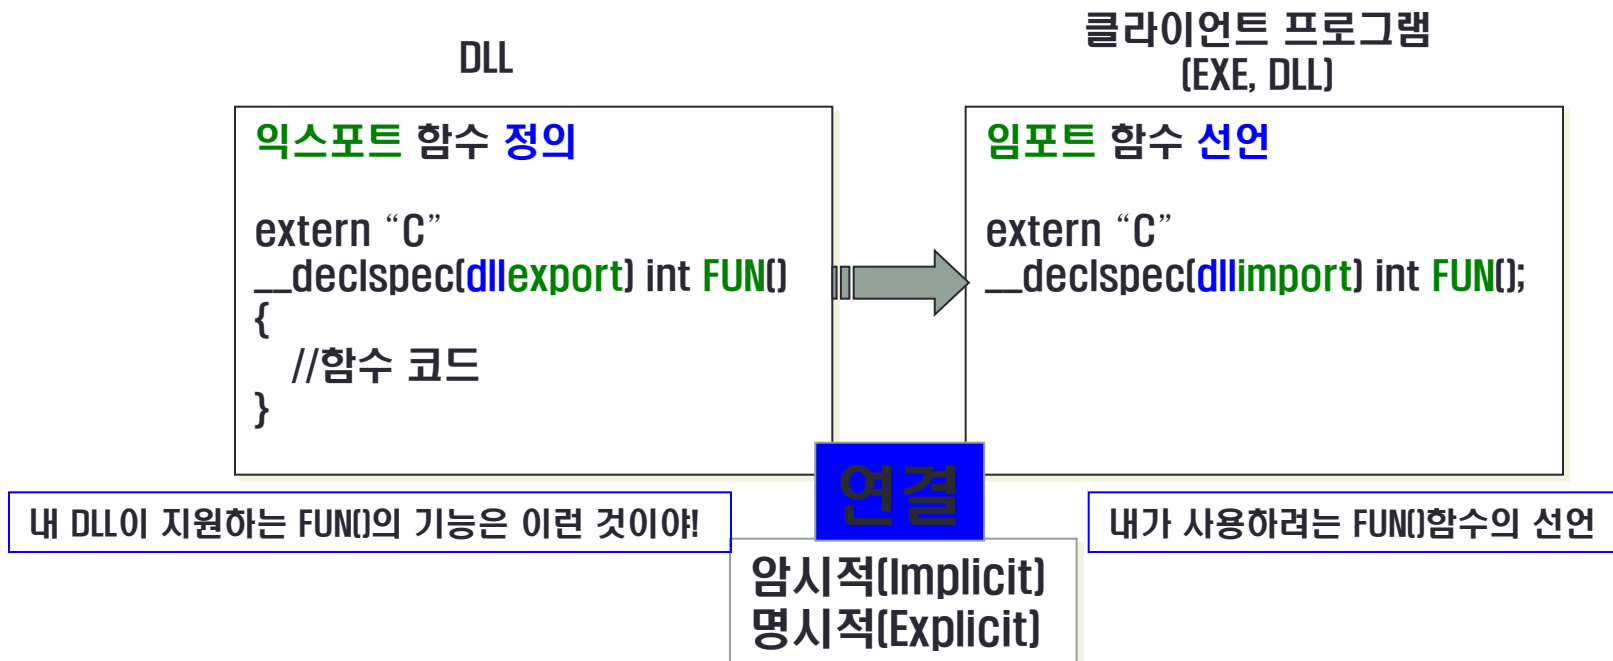 DLL
클라이언트 프로그램
(EXE, DLL)
익스포트 함수 정의
extern “C”
__declspec(dllexport) int FUN()
{
//함수 코드
}
임포트 함수 선언
extern “C”
__declspec(dllimport) int FUN();
연결
내 DLL이 지원하는 FUN()의 기능은 이런 것이야!
내가 사용하려는 FUN()함수의 선언
암시적(Implicit)
명시적(Explicit)